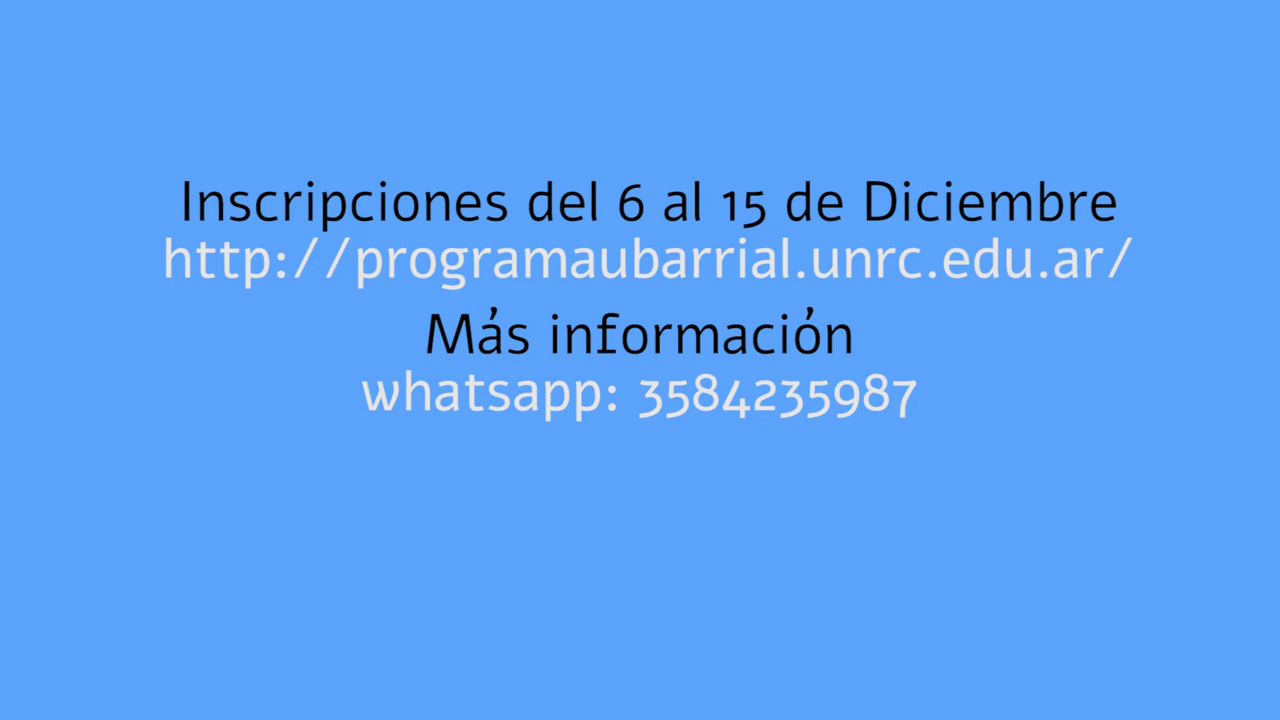 Inscripciones del 6 al 15 de Diciembre
http://programaubarrial.unrc.edu.ar/
Más información
whatsapp: 3584235987